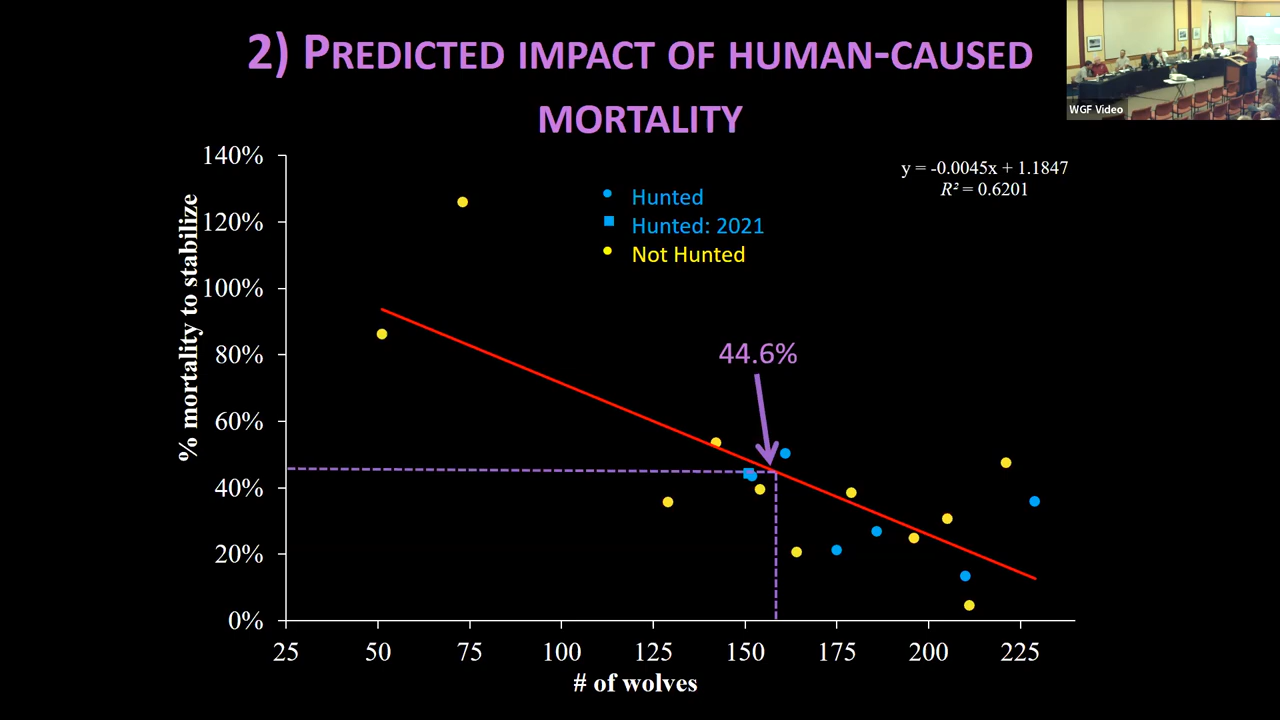 2) PREDICTED IMPACT OF HUMAN-CAUSED
MORTALITY
WGF Video
y = -0.0045x + 1.1847
R² = 0.6201
Hunted
Hunted: 2021
Not Hunted
44.6%
% mortality to stabilize
140%
120%
100%
80%
60%
40%
20%
0%
25 50 75 100 125 150 175 200 225
# of wolves